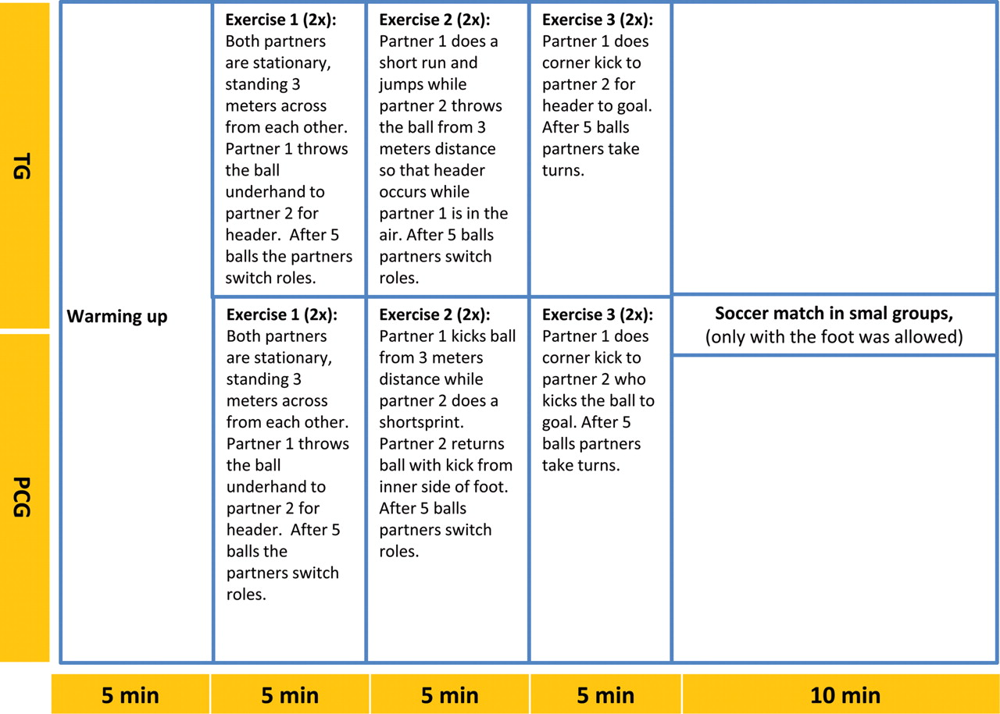 TG
PCG
Warming up
Exercise 1 (2x):
Both partners
are stationary,
standing 3
meters across
from each other.
Partner 1 throws
the ball
underhand to
partner 2 for
header.  After 5
balls the partners
switch roles.
Exercise 2 (2x):
Partner 1 does a
short run and
jumps while
partner 2 throws
the ball from 3
meters distance
so that header
occurs while
partner 1 is in the
air. After 5 balls
partners switch
roles.
Exercise 3 (2x):
Partner 1 does
corner kick to
partner 2 for
header to goal.
After 5 balls
partners take
turns.
Exercise 1 (2x):
Both partners
are stationary,
standing 3
meters across
from each other.
Partner 1 throws
the ball
underhand to
partner 2 for
header.  After 5
balls the
partners switch
roles.
Exercise 2 (2x):
Partner 1 kicks ball
from 3 meters
distance while
partner 2 does a
shortsprint.
Partner 2 returns
ball with kick from
inner side of foot.
After 5 balls
partners switch
roles.
Exercise 3 (2x):
Partner 1 does
corner kick to
partner 2 who
kicks the ball to
goal. After 5
balls partners
take turns.
Soccer match in smal groups,
(only with the foot was allowed)
5 min
5 min
5 min
5 min
10 min